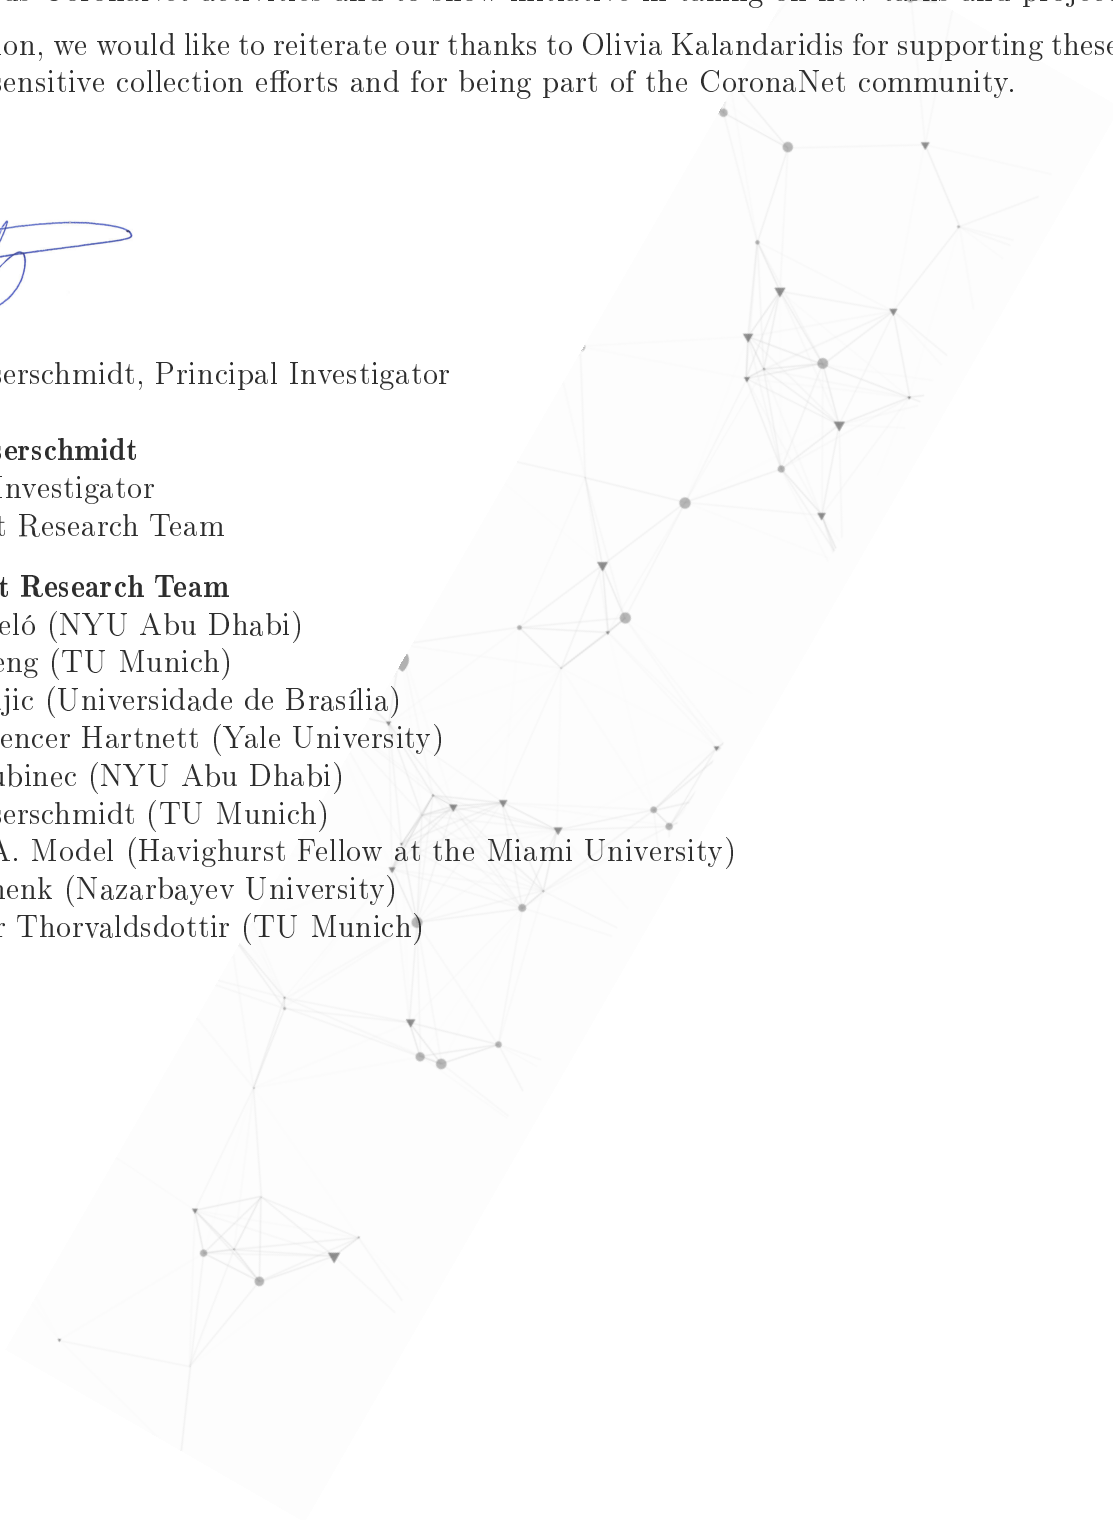 ion, we would like to reiterate our thanks to Olivia Kalandaridis for supporting these
sensitive collection efforts and for being part of the CoronaNet community.
serschmidt, Principal Investigator
serschmidt
Investigator
t Research Team
t Research Team
eló (NYU Abu Dhabi)
eng (TU Munich)
jic (Universidade de Brasília)
encer Hartnett (Yale University)
ubinec (NYU Abu Dhabi)
serschmidt (TU Munich)
A. Model (Havighurst Fellow at the Miami University)
henk (Nazarbayev University)
r Thorvaldsdottir (TU Munich)